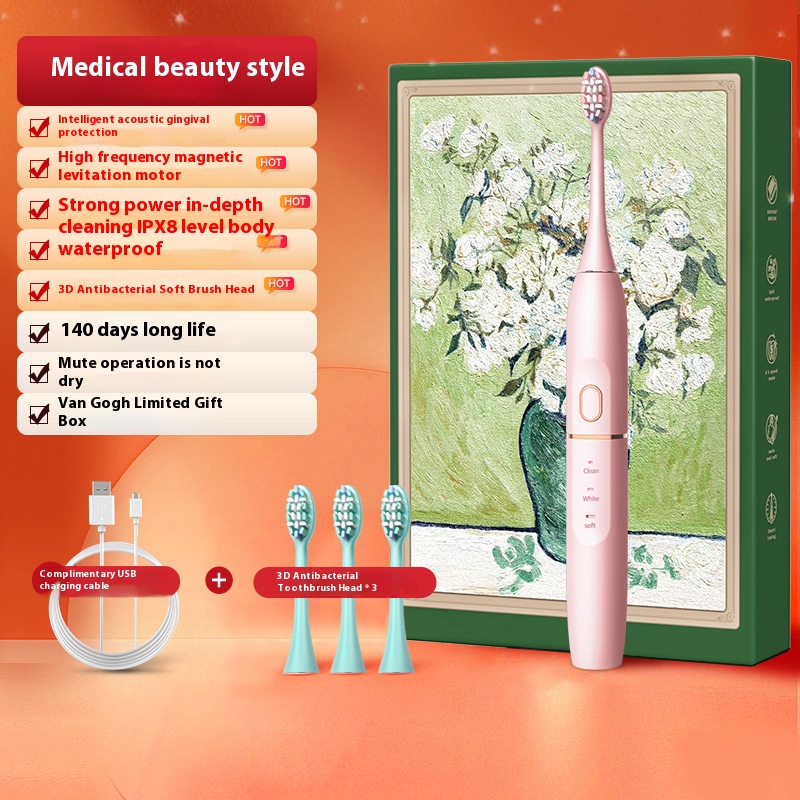 Medical beauty style
Intelligent acoustic gingival
protection
HOT
High frequency magnetic
levitation motor
HOT
Strong power in-depth
HOT
cleaning IPX8 level body
waterproof
3D Antibacterial Soft Brush Head
HOT
140 days long life
Mute operation is not
dry
Van Gogh Limited Gift
Box
Clean
White
soft
Complimentary USB
charging cable
+
3D Antibacterial
Toothbrush Head * 3